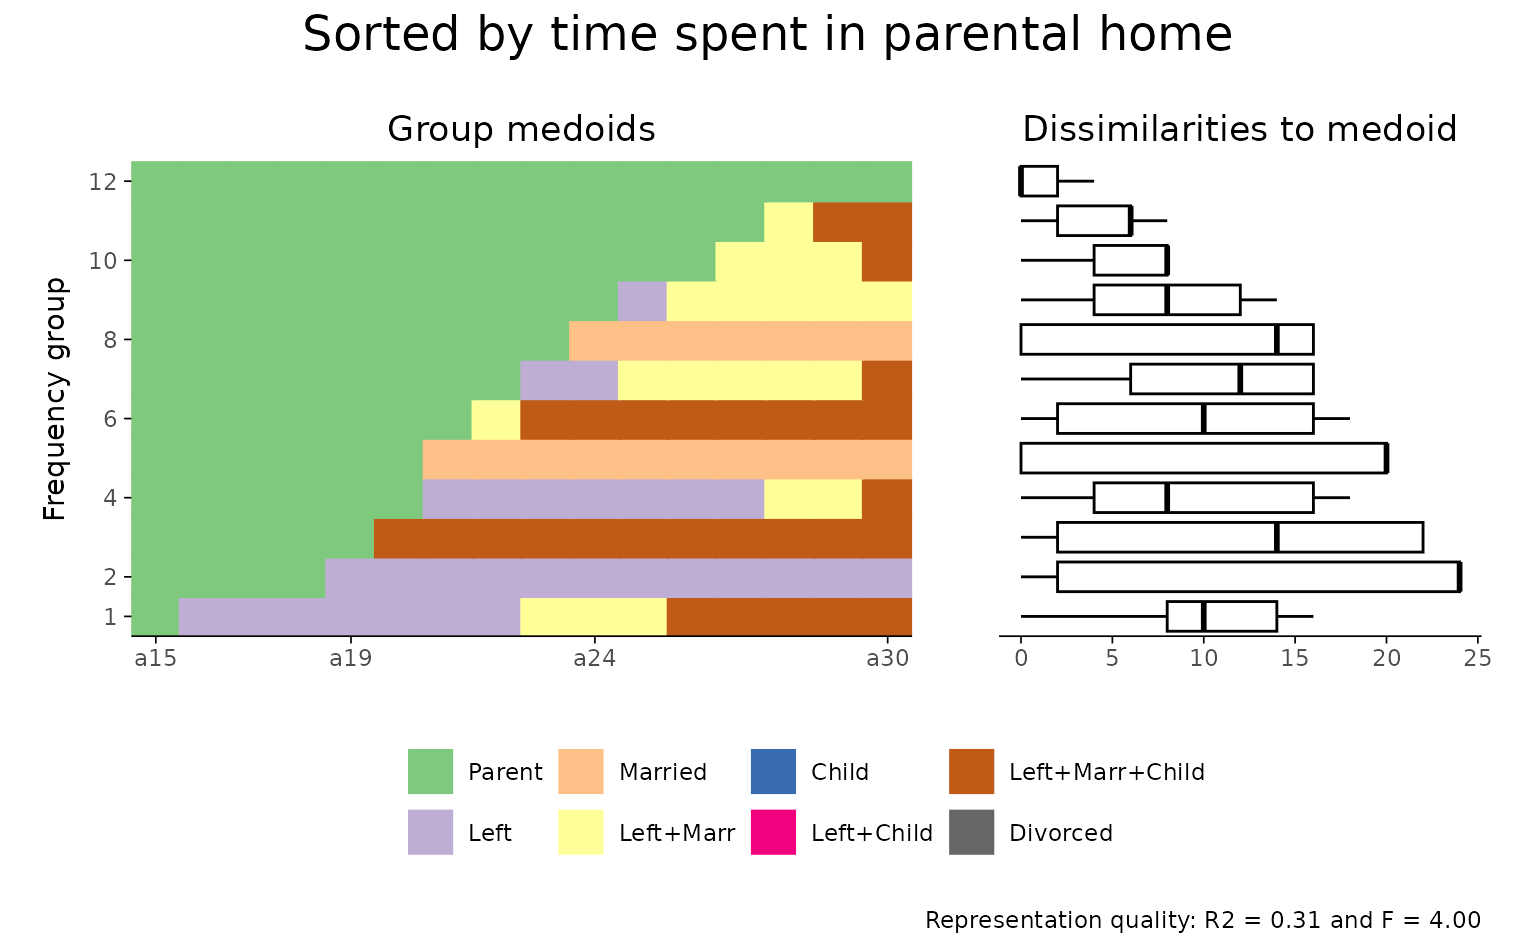 Sorted by time spent in parental home
Group medoids
Dissimilarities to medoid
Frequency group
12
10
8
6
4
2
1
a15 a19 a24 a30
0 5 10 15 20 25
Parent Married Child Left+Marr+Child
Left Left+Marr Left+Child Divorced
Representation quality: R2 = 0.31 and F = 4.00